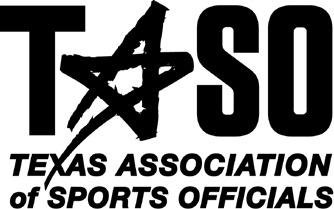 TASO
TEXAS ASSOCIATION
of SPORTS OFFICIALS